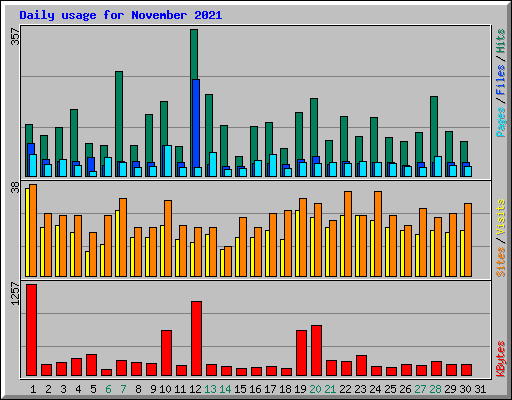 Daily usage for November 2021
357
Pages / Files / Hits
38
Sites / Visits
1257
KBytes
1 2 3 4 5 6 7 8 9 10 11 12 13 14 15 16 17 18 19 20 21 22 23 24 25 26 27 28 29 30 31